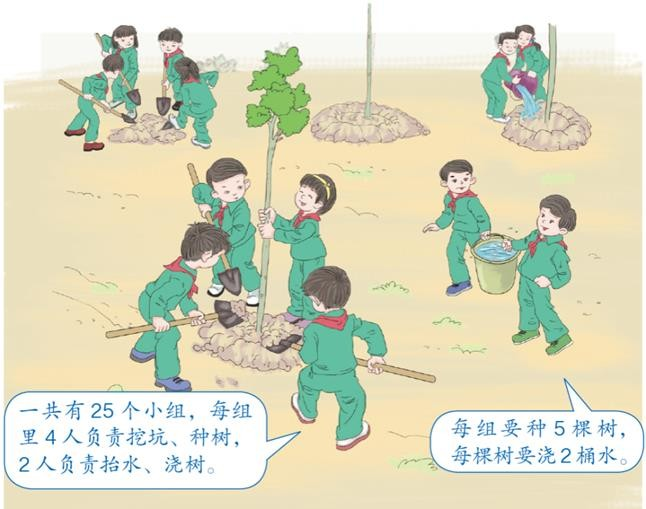 一共有 25 个小组，每组
里 4 人负责挖坑、种树，
2 人负责抬水、浇树。
每组要种 5 棵树，
每棵树要浇 2 桶水。